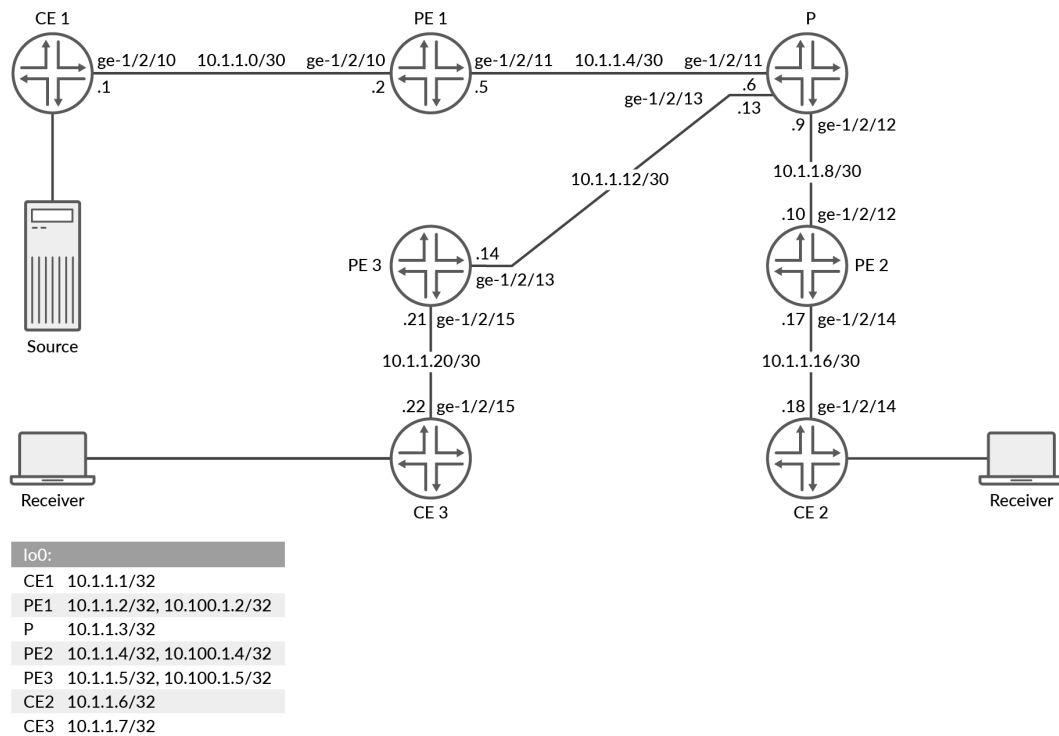 CE 1
PE 1
P
ge-1/2/10 10.1.1.0/30 ge-1/2/10
ge-1/2/11 10.1.1.4/30 ge-1/2/11
.1
.2
.5
.6
ge-1/2/13
.13
.9 ge-1/2/12
10.1.1.12/30
10.1.1.8/30
.10 ge-1/2/12
.14
PE 3
PE 2
ge-1/2/13
.21 ge-1/2/15
.17 ge-1/2/14
Source
10.1.1.20/30
10.1.1.16/30
.22 ge-1/2/15
.18 ge-1/2/14
Receiver
Receiver
CE 3
CE 2
lo0:
CE1 10.1.1.1/32
PE1 10.1.1.2/32, 10.100.1.2/32
P 10.1.1.3/32
PE2 10.1.1.4/32, 10.100.1.4/32
PE3 10.1.1.5/32, 10.100.1.5/32
CE2 10.1.1.6/32
CE3 10.1.1.7/32